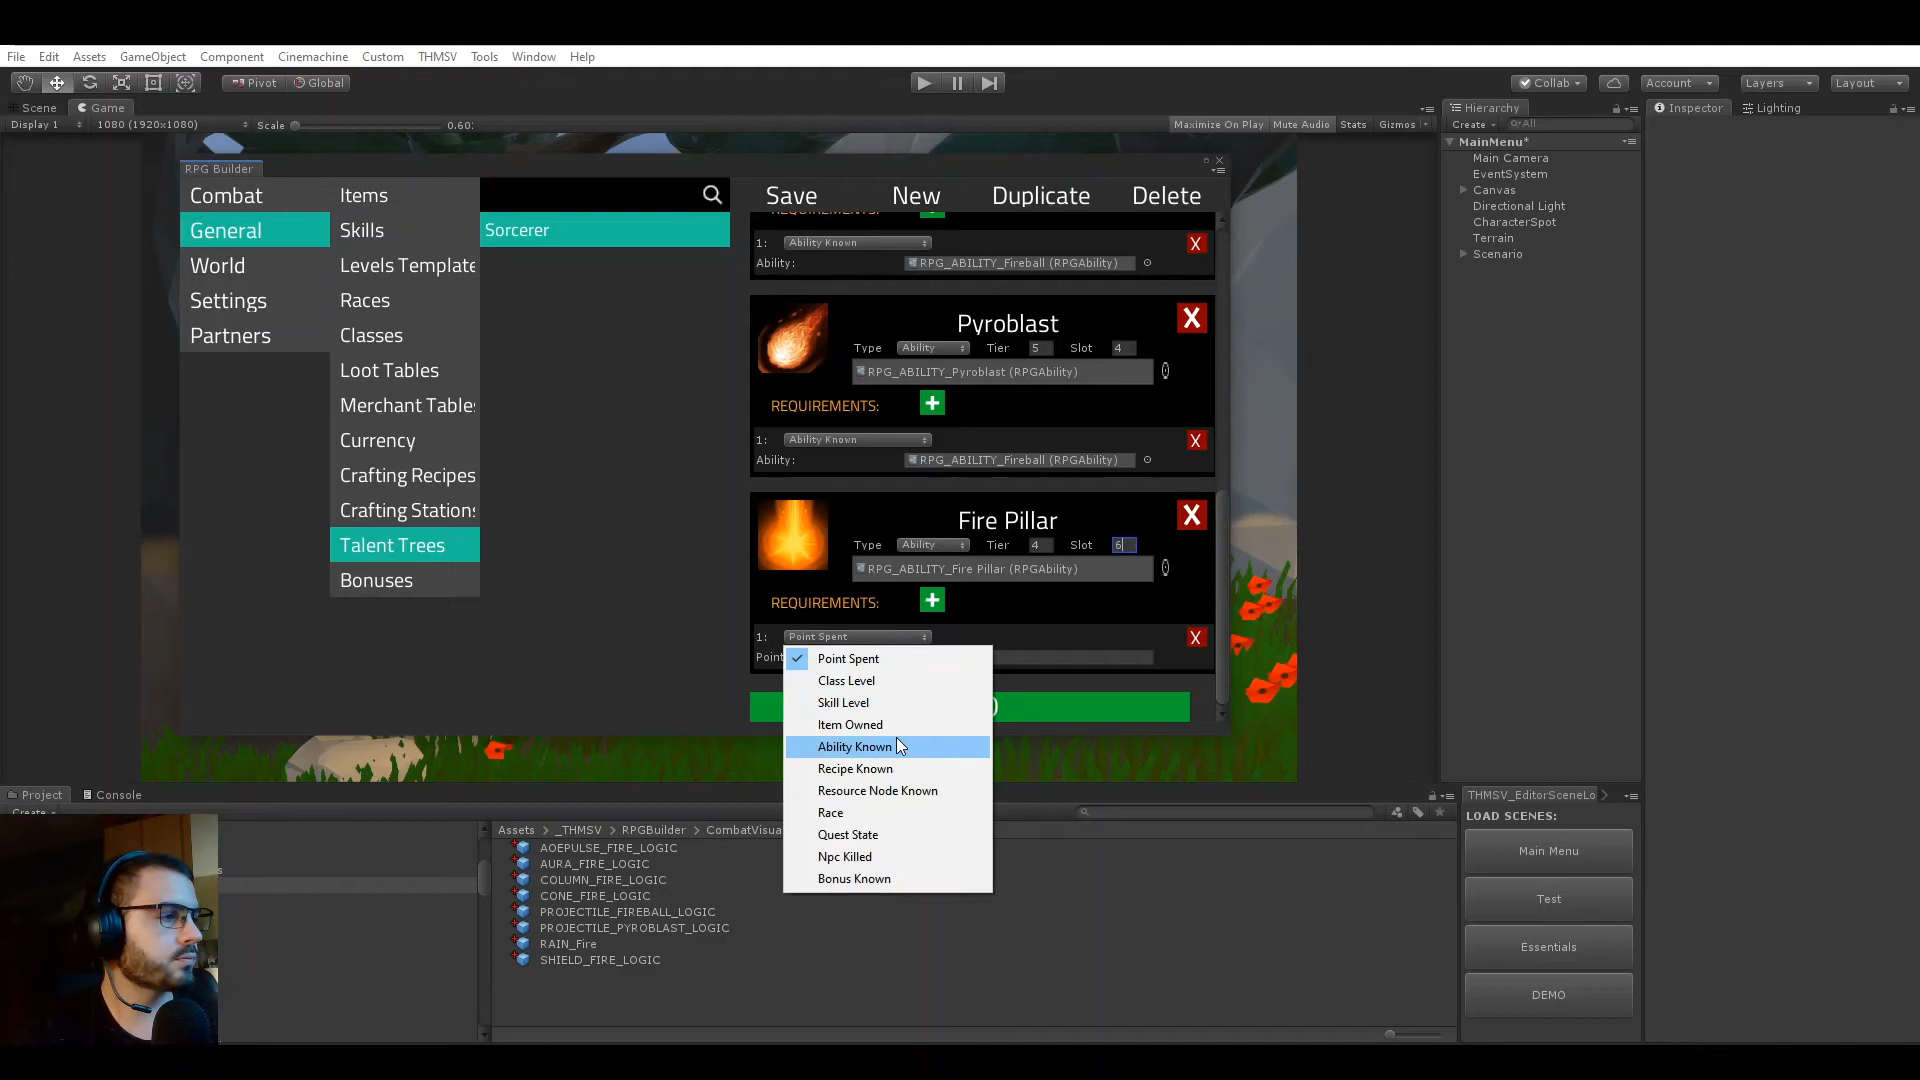 File Edit Assets GameObject Component Cinemachine Custom THMSV Tools Window Help
Pivot Global Collab Account Layers Layout
Scene Game Hierarchy Inspector Lighting
Display 1 1080 (1920x1080) Scale 0.60: Maximize On Play Mute Audio Stats Gizmos Create All
MainMenu*
Main Camera
EventSystem
Canvas
Directional Light
CharacterSpot
Terrain
Scenario
RPG Builder
Combat
General
World
Settings
Partners
Items
Skills
Levels Template
Races
Classes
Loot Tables
Merchant Tables
Currency
Crafting Recipes
Crafting Stations
Talent Trees
Bonuses
Sorcerer
Save New Duplicate Delete
REQUIREMENTS:
1: Ability Known X
Ability: RPG_ABILITY_Fireball (RPGAbility)
Pyroblast X
Type Ability Tier 5 Slot 4
RPG_ABILITY_Pyroblast (RPGAbility)
REQUIREMENTS: +
1: Ability Known X
Ability: RPG_ABILITY_Fireball (RPGAbility)
Fire Pillar X
Type Ability Tier 4 Slot 6
RPG_ABILITY_Fire Pillar (RPGAbility)
REQUIREMENTS: +
1: Point Spent X
Point
Point Spent
Class Level
Skill Level
Item Owned
Ability Known
Recipe Known
Resource Node Known
Race
Quest State
Npc Killed
Bonus Known
Project Console
Create
Assets > _THMSV > RPGBuilder > CombatVisua
AOEPULSE_FIRE_LOGIC
AURA_FIRE_LOGIC
COLUMN_FIRE_LOGIC
CONE_FIRE_LOGIC
PROJECTILE_FIREBALL_LOGIC
PROJECTILE_PYROBLAST_LOGIC
RAIN_Fire
SHIELD_FIRE_LOGIC
THMSV_EditorSceneLo
LOAD SCENES:
Main Menu
Test
Essentials
DEMO